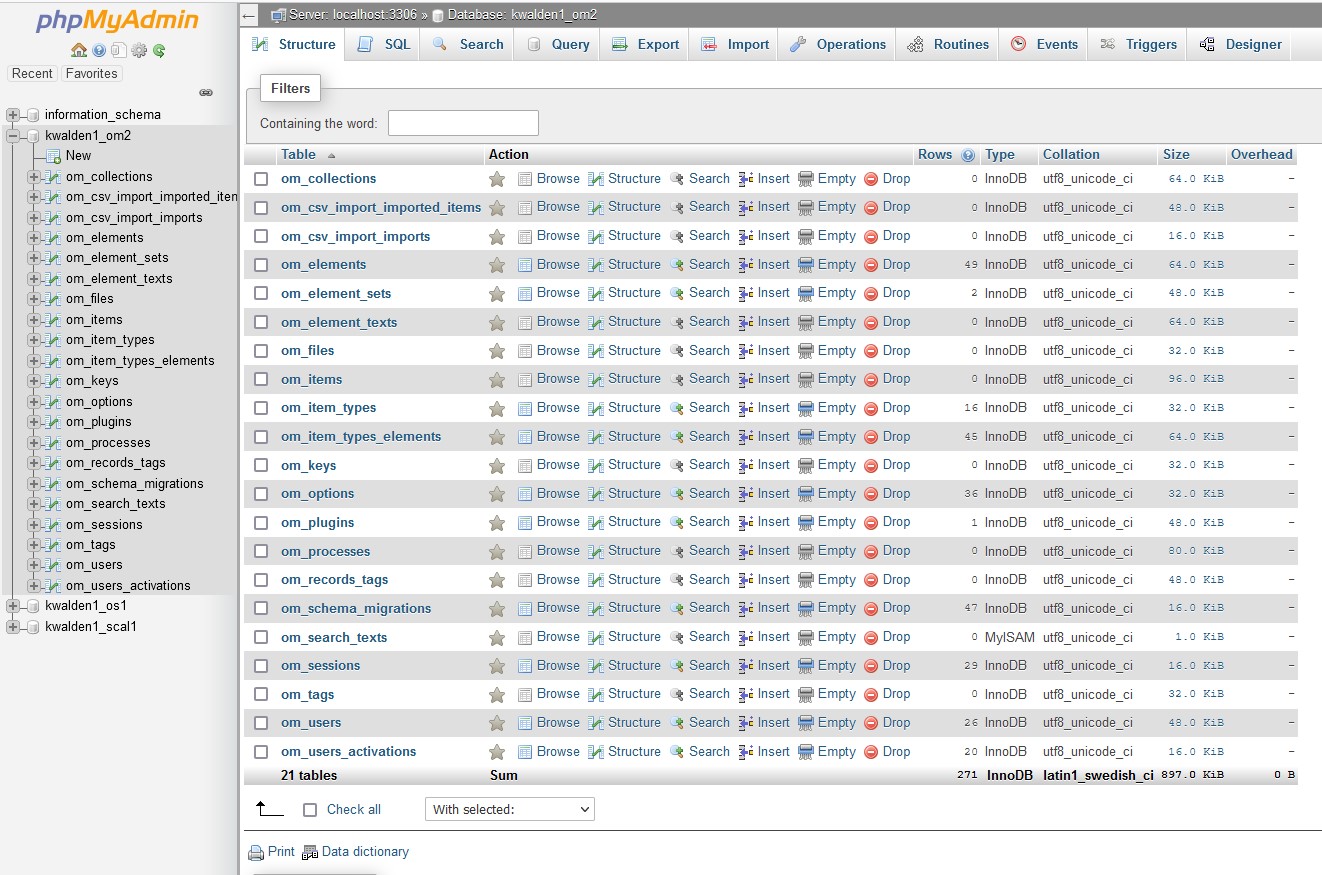 phpMyAdmin
Recent Favorites
information_schema
kwalden1_om2
New
om_collections
om_csv_import_imported_iten
om_csv_import_imports
om_elements
om_element_sets
om_element_texts
om_files
om_items
om_item_types
om_item_types_elements
om_keys
om_options
om_plugins
om_processes
om_records_tags
om_schema_migrations
om_search_texts
om_sessions
om_tags
om_users
om_users_activations
kwalden1_os1
kwalden1_scal1
Server: localhost:3306 » Database: kwalden1_om2
Structure SQL Search Query Export Import Operations Routines Events Triggers Designer
Filters
Containing the word:
Table Action Rows Type Collation Size Overhead
om_collections Browse Structure Search Insert Empty Drop 0 InnoDB utf8_unicode_ci 64.0 KiB -
om_csv_import_imported_items Browse Structure Search Insert Empty Drop 0 InnoDB utf8_unicode_ci 48.0 KiB -
om_csv_import_imports Browse Structure Search Insert Empty Drop 0 InnoDB utf8_unicode_ci 16.0 KiB -
om_elements Browse Structure Search Insert Empty Drop 49 InnoDB utf8_unicode_ci 64.0 KiB -
om_element_sets Browse Structure Search Insert Empty Drop 2 InnoDB utf8_unicode_ci 48.0 KiB -
om_element_texts Browse Structure Search Insert Empty Drop 0 InnoDB utf8_unicode_ci 64.0 KiB -
om_files Browse Structure Search Insert Empty Drop 0 InnoDB utf8_unicode_ci 32.0 KiB -
om_items Browse Structure Search Insert Empty Drop 0 InnoDB utf8_unicode_ci 96.0 KiB -
om_item_types Browse Structure Search Insert Empty Drop 16 InnoDB utf8_unicode_ci 32.0 KiB -
om_item_types_elements Browse Structure Search Insert Empty Drop 45 InnoDB utf8_unicode_ci 64.0 KiB -
om_keys Browse Structure Search Insert Empty Drop 0 InnoDB utf8_unicode_ci 32.0 KiB -
om_options Browse Structure Search Insert Empty Drop 36 InnoDB utf8_unicode_ci 32.0 KiB -
om_plugins Browse Structure Search Insert Empty Drop 1 InnoDB utf8_unicode_ci 48.0 KiB -
om_processes Browse Structure Search Insert Empty Drop 0 InnoDB utf8_unicode_ci 80.0 KiB -
om_records_tags Browse Structure Search Insert Empty Drop 0 InnoDB utf8_unicode_ci 48.0 KiB -
om_schema_migrations Browse Structure Search Insert Empty Drop 47 InnoDB utf8_unicode_ci 16.0 KiB -
om_search_texts Browse Structure Search Insert Empty Drop 0 MyISAM utf8_unicode_ci 1.0 KiB -
om_sessions Browse Structure Search Insert Empty Drop 29 InnoDB utf8_unicode_ci 16.0 KiB -
om_tags Browse Structure Search Insert Empty Drop 0 InnoDB utf8_unicode_ci 32.0 KiB -
om_users Browse Structure Search Insert Empty Drop 26 InnoDB utf8_unicode_ci 48.0 KiB -
om_users_activations Browse Structure Search Insert Empty Drop 20 InnoDB utf8_unicode_ci 16.0 KiB -
21 tables Sum 271 InnoDB latin1_swedish_ci 897.0 KiB 0 B
Check all With selected:
Print Data dictionary